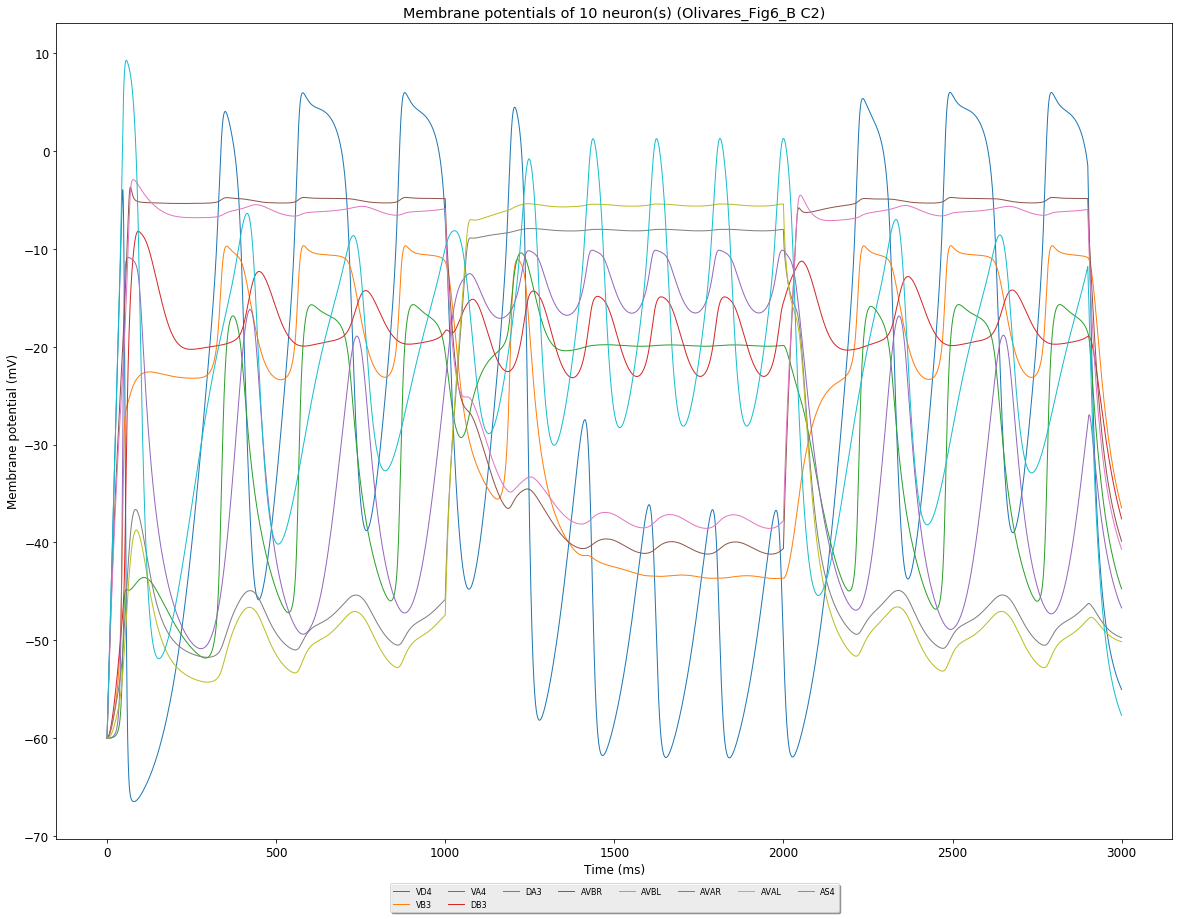 Membrane potentials of 10 neuron(s) (Olivares_Fig6_B C2)
10
0
−10
−20
−30
−40
−50
−60
−70
Membrane potential (mV)
0 500 1000 1500 2000 2500 3000
Time (ms)
VD4 VA4 DA3 AVBR AVBL AVAR AVAL AS4
VB3 DB3